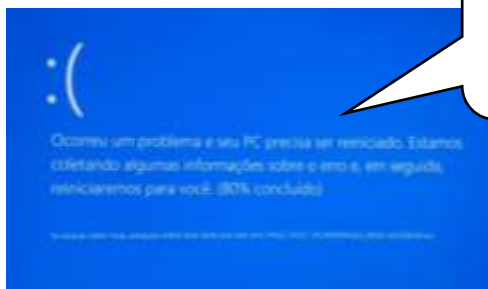 :(
Ocorreu um problema e seu PC precisa ser reiniciado. Estamos
coletando algumas informações sobre o erro e, em seguida,
reiniciaremos para você. (80% concluído)